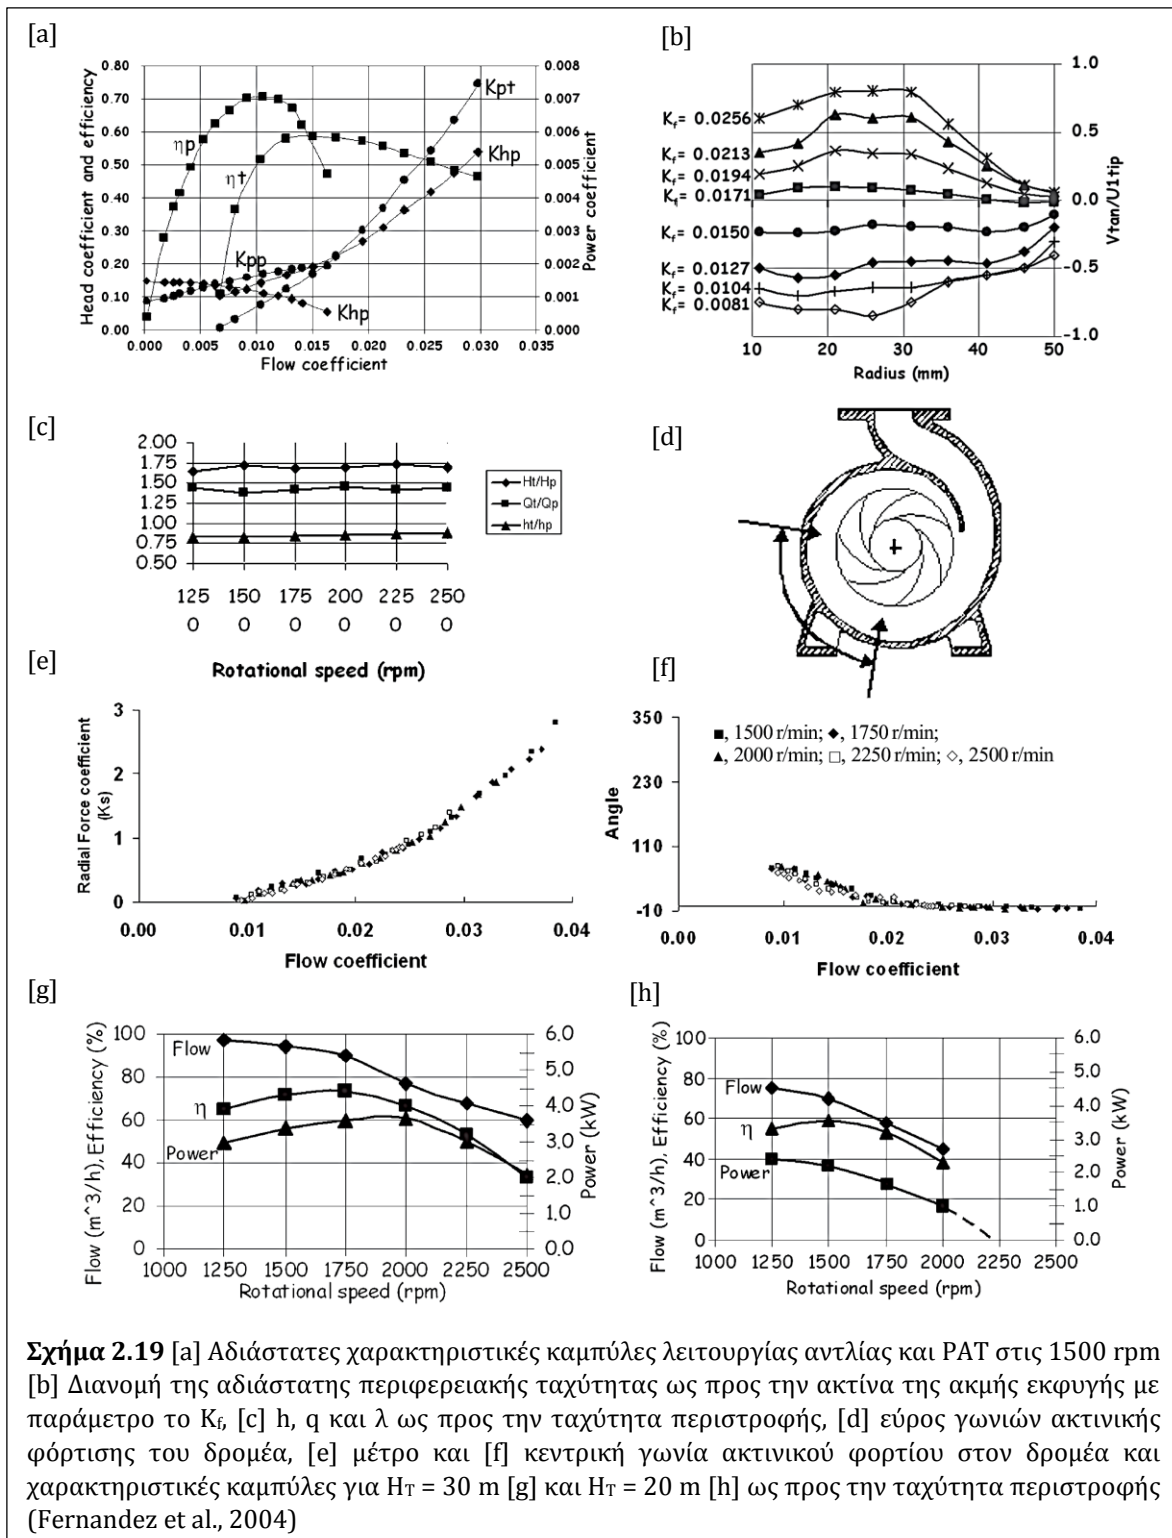 [a]
Head coefficient and efficiency
0.80
0.70
0.60
0.50
0.40
0.30
0.20
0.10
0.00
0.008
0.007
0.006
0.005
0.004
0.003
0.002
0.001
0.000
Power coefficient
ηp
ηt
Kpp
Kpt
Khp
Khp
0.000 0.005 0.010 0.015 0.020 0.025 0.030 0.035
Flow coefficient
[b]
Kf= 0.0256
Kf= 0.0213
Kf= 0.0194
Kf= 0.0171
Kf= 0.0150
Kf= 0.0127
Kf= 0.0104
Kf= 0.0081
1.0
0.5
0.0
-0.5
-1.0
Vtan/U1tip
10 20 30 40 50
Radius (mm)
[c]
2.00
1.75
1.50
1.25
1.00
0.75
0.50
Ht/Hp
Qt/Qp
ht/hp
125 150 175 200 225 250
0 0 0 0 0 0
Rotational speed (rpm)
[d]
[e]
Radial Force coefficient
(Ks)
3
2
1
0
0.00 0.01 0.02 0.03 0.04
Flow coefficient
[f]
■, 1500 r/min; ◆, 1750 r/min;
▲, 2000 r/min; □, 2250 r/min; ◇, 2500 r/min
Angle
350
230
110
-10
0.00 0.01 0.02 0.03 0.04
Flow coefficient
[g]
Flow (m^3/h), Efficiency (%)
100
80
60
40
20
0
Flow
η
Power
6.0
5.0
4.0
3.0
2.0
1.0
0.0
Power (kW)
1000 1250 1500 1750 2000 2250 2500
Rotational speed (rpm)
[h]
Flow (m^3/h), Efficiency (%)
100
80
60
40
20
0
Flow
η
Power
6.0
5.0
4.0
3.0
2.0
1.0
0.0
Power (kW)
1000 1250 1500 1750 2000 2250 2500
Rotational speed (rpm)
Σχήμα 2.19 [a] Αδιάστατες χαρακτηριστικές καμπύλες λειτουργίας αντλίας και PAT στις 1500 rpm
[b] Διανομή της αδιάστατης περιφερειακής ταχύτητας ως προς την ακτίνα της ακμής εκφυγής με
παράμετρο το Kf, [c] h, q και λ ως προς την ταχύτητα περιστροφής, [d] εύρος γωνιών ακτινικής
φόρτισης του δρομέα, [e] μέτρο και [f] κεντρική γωνία ακτινικού φορτίου στον δρομέα και
χαρακτηριστικές καμπύλες για HT = 30 m [g] και HT = 20 m [h] ως προς την ταχύτητα περιστροφής
(Fernandez et al., 2004)